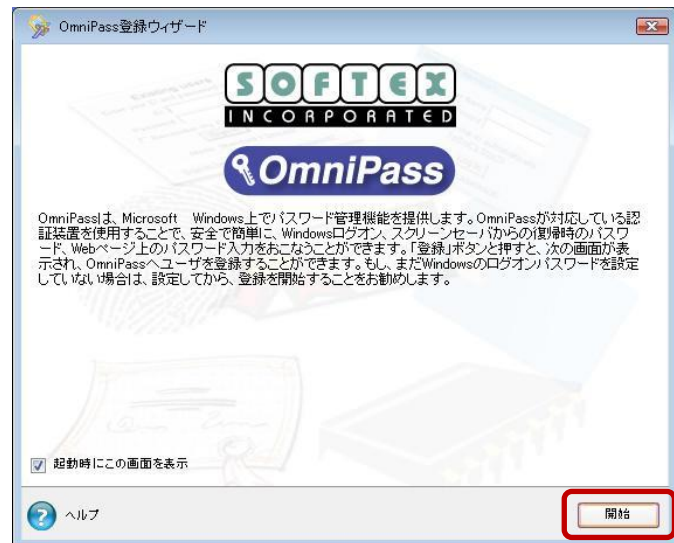 OmniPass登録ウィザード
SOFTEX
INCORPORATED
OmniPass
OmniPassは、Microsoft Windows上でパスワード管理機能を提供します。OmniPassが対応している認
証装置を使用することで、安全で簡単に、Windowsログオン、スクリーンセーバからの復帰時のパスワ
ード、Webページ上のパスワード入力をおこなうことができます。「登録」ボタンと押すと、次の画面が表
示され、OmniPassへユーザを登録することができます。もし、まだWindowsのログオンパスワードを設定
していない場合は、設定してから、登録を開始することをお勧めします。
起動時にこの画面を表示
ヘルプ
開始